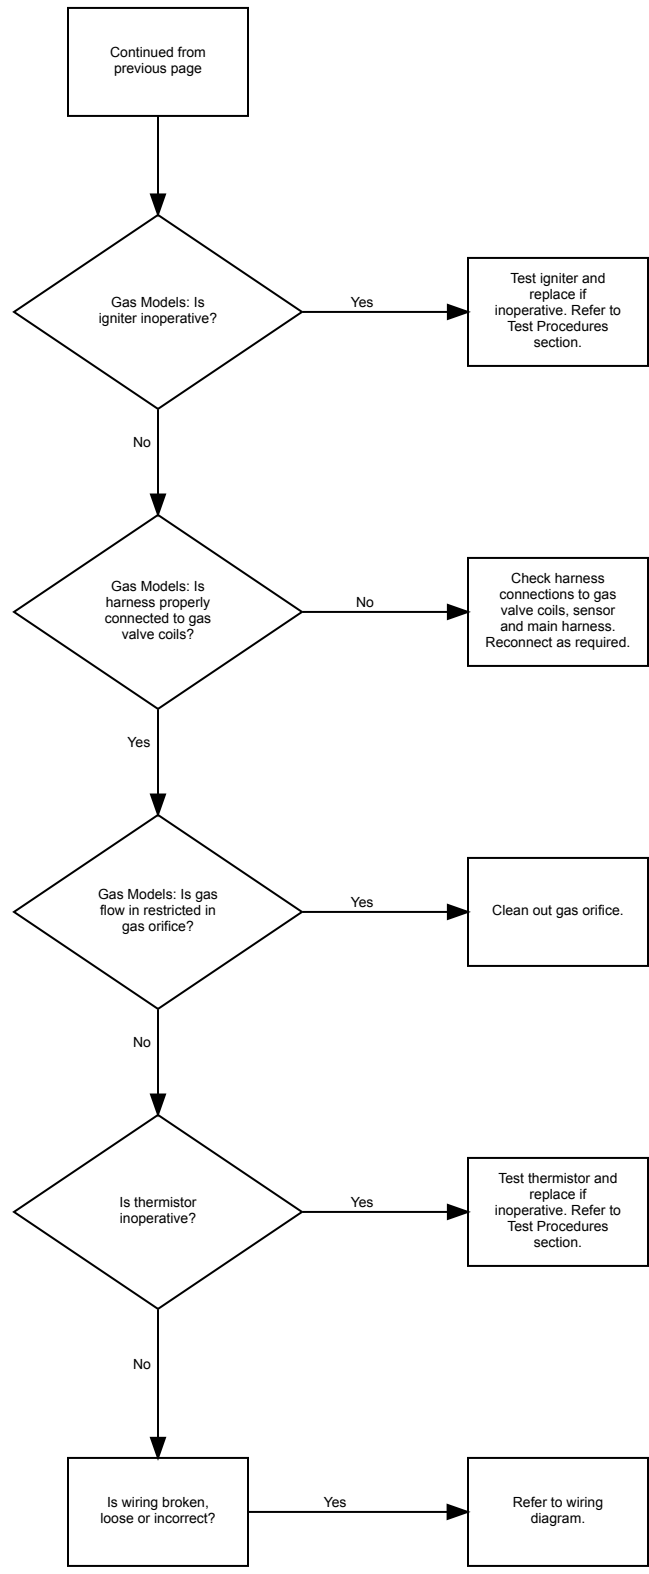 Continued from
previous page
Gas Models: Is
igniter inoperative?
Yes
Test igniter and
replace if
inoperative. Refer to
Test Procedures
section.
No
Gas Models: Is
harness properly
connected to gas
valve coils?
No
Check harness
connections to gas
valve coils, sensor
and main harness.
Reconnect as required.
Yes
Gas Models: Is gas
flow in restricted in
gas orifice?
Yes
Clean out gas orifice.
No
Is thermistor
inoperative?
Yes
Test thermistor and
replace if
inoperative. Refer to
Test Procedures
section.
No
Is wiring broken,
loose or incorrect?
Yes
Refer to wiring
diagram.